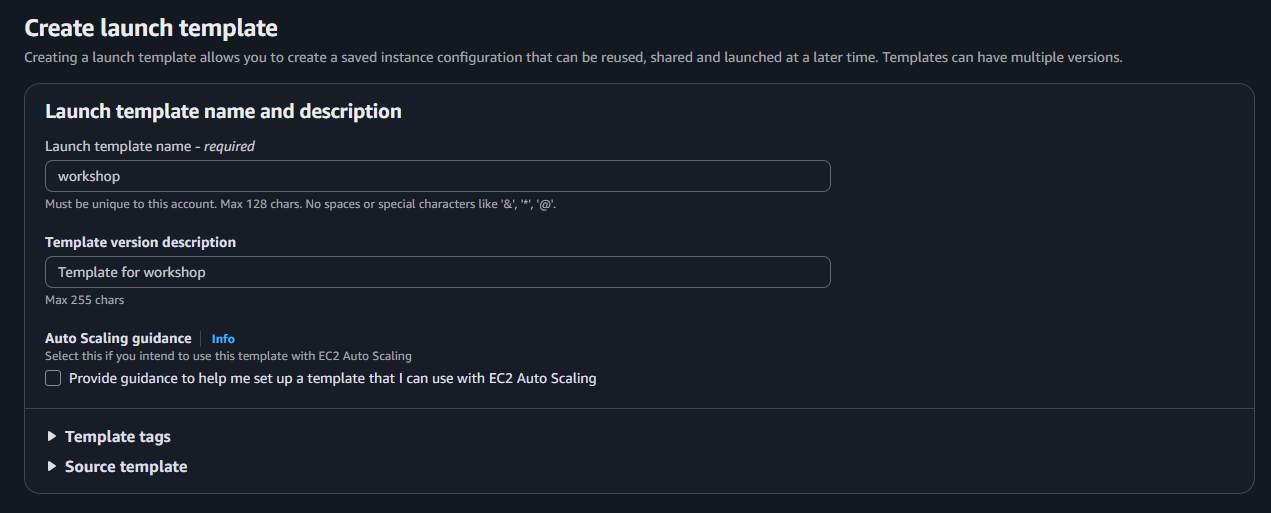 Create launch template
Creating a launch template allows you to create a saved instance configuration that can be reused, shared and launched at a later time. Templates can have multiple versions.
Launch template name and description
Launch template name - required
workshop
Must be unique to this account. Max 128 chars. No spaces or special characters like '&', '*', '@'.
Template version description
Template for workshop
Max 255 chars
Auto Scaling guidance Info
Select this if you intend to use this template with EC2 Auto Scaling
Provide guidance to help me set up a template that I can use with EC2 Auto Scaling
Template tags
Source template